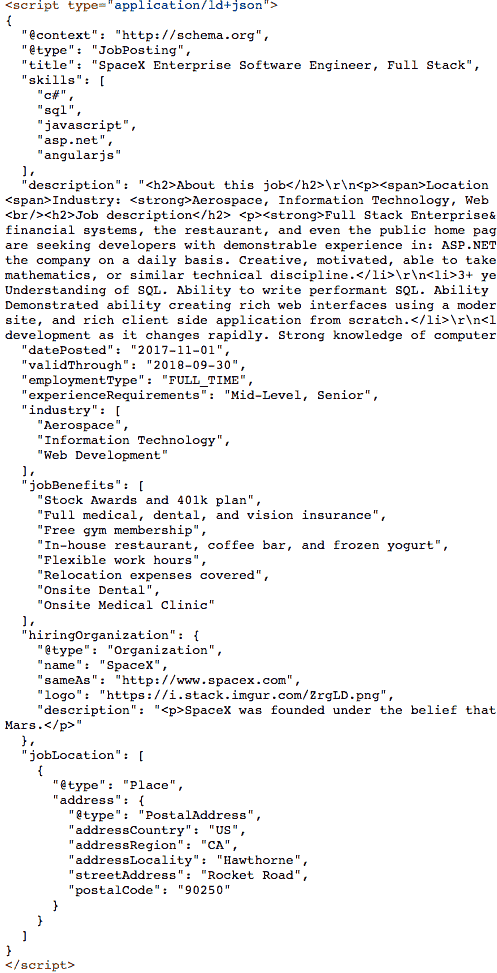 <script type="application/ld+json">
{
  "@context": "http://schema.org",
  "@type": "JobPosting",
  "title": "SpaceX Enterprise Software Engineer, Full Stack",
  "skills": [
    "c#",
    "sql",
    "javascript",
    "asp.net",
    "angularjs"
  ],
  "description": "<h2>About this job</h2>\r\n<p><span>Location
<span>Industry: <strong>Aerospace, Information Technology, Web
<br/><h2>Job description</h2> <p><strong>Full Stack Enterprise&
financial systems, the restaurant, and even the public home pag
are seeking developers with demonstrable experience in: ASP.NET
the company on a daily basis. Creative, motivated, able to take
mathematics, or similar technical discipline.</li>\r\n<li>3+ ye
Understanding of SQL. Ability to write performant SQL. Ability
Demonstrated ability creating rich web interfaces using a moder
site, and rich client side application from scratch.</li>\r\n<l
development as it changes rapidly. Strong knowledge of computer
  "datePosted": "2017-11-01",
  "validThrough": "2018-09-30",
  "employmentType": "FULL_TIME",
  "experienceRequirements": "Mid-Level, Senior",
  "industry": [
    "Aerospace",
    "Information Technology",
    "Web Development"
  ],
  "jobBenefits": [
    "Stock Awards and 401k plan",
    "Full medical, dental, and vision insurance",
    "Free gym membership",
    "In-house restaurant, coffee bar, and frozen yogurt",
    "Flexible work hours",
    "Relocation expenses covered",
    "Onsite Dental",
    "Onsite Medical Clinic"
  ],
  "hiringOrganization": {
    "@type": "Organization",
    "name": "SpaceX",
    "sameAs": "http://www.spacex.com",
    "logo": "https://i.stack.imgur.com/ZrgLD.png",
    "description": "<p>SpaceX was founded under the belief that
Mars.</p>"
  },
  "jobLocation": [
    {
      "@type": "Place",
      "address": {
        "@type": "PostalAddress",
        "addressCountry": "US",
        "addressRegion": "CA",
        "addressLocality": "Hawthorne",
        "streetAddress": "Rocket Road",
        "postalCode": "90250"
      }
    }
  ]
}
</script>